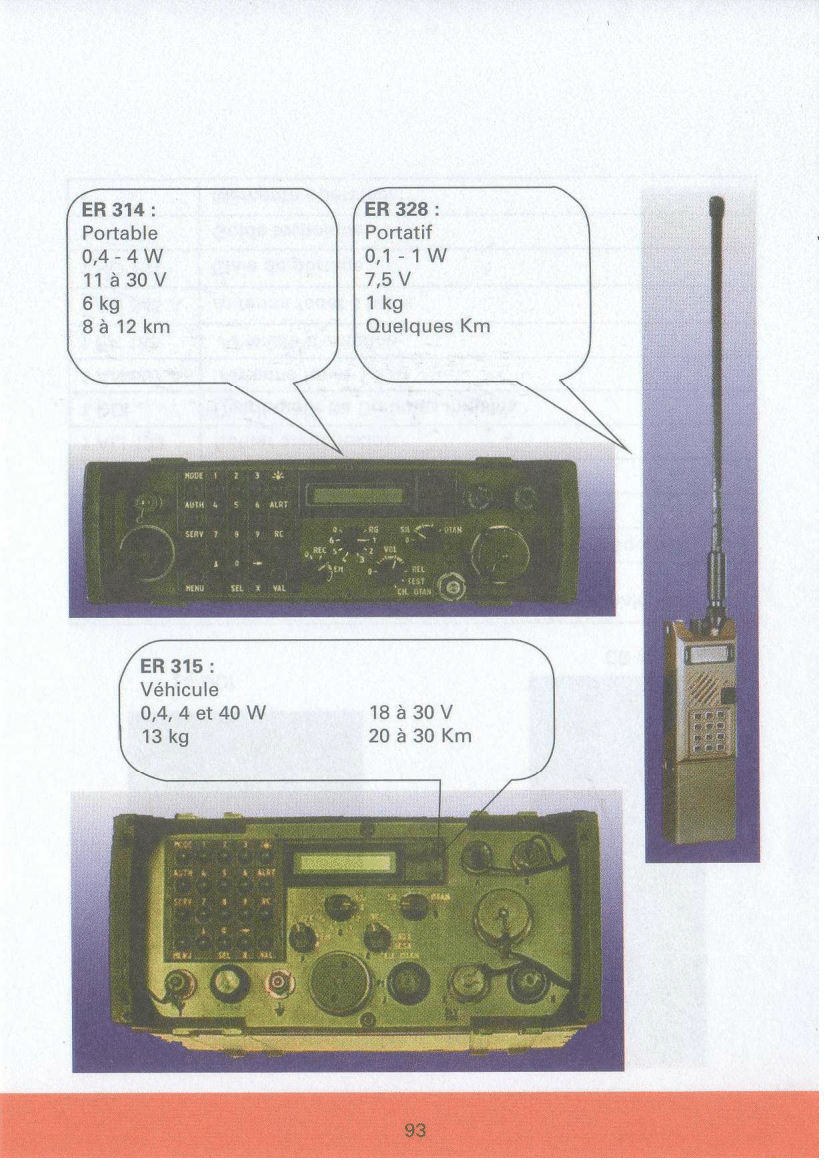 ER 314 :
Portable
0,4 - 4 W
11 à 30 V
6 kg
8 à 12 km
ER 328 :
Portatif
0,1 - 1 W
7,5 V
1 kg
Quelques Km
MODE 1 2 3
AUTH 4 5 6 ALRT
SERV 7 8 9 RC
0
MENU SEL X VAL
RG
REC
EM
VOL
SIL OTAN
REL
TEST
CH. OTAN
ER 315 :
Véhicule
0,4, 4 et 40 W 18 à 30 V
13 kg 20 à 30 Km
MODE 1 2 3
AUTH 4 5 6 ALRT
SERV 7 8 9 RC
MENU SEL X VAL
OTAN
93